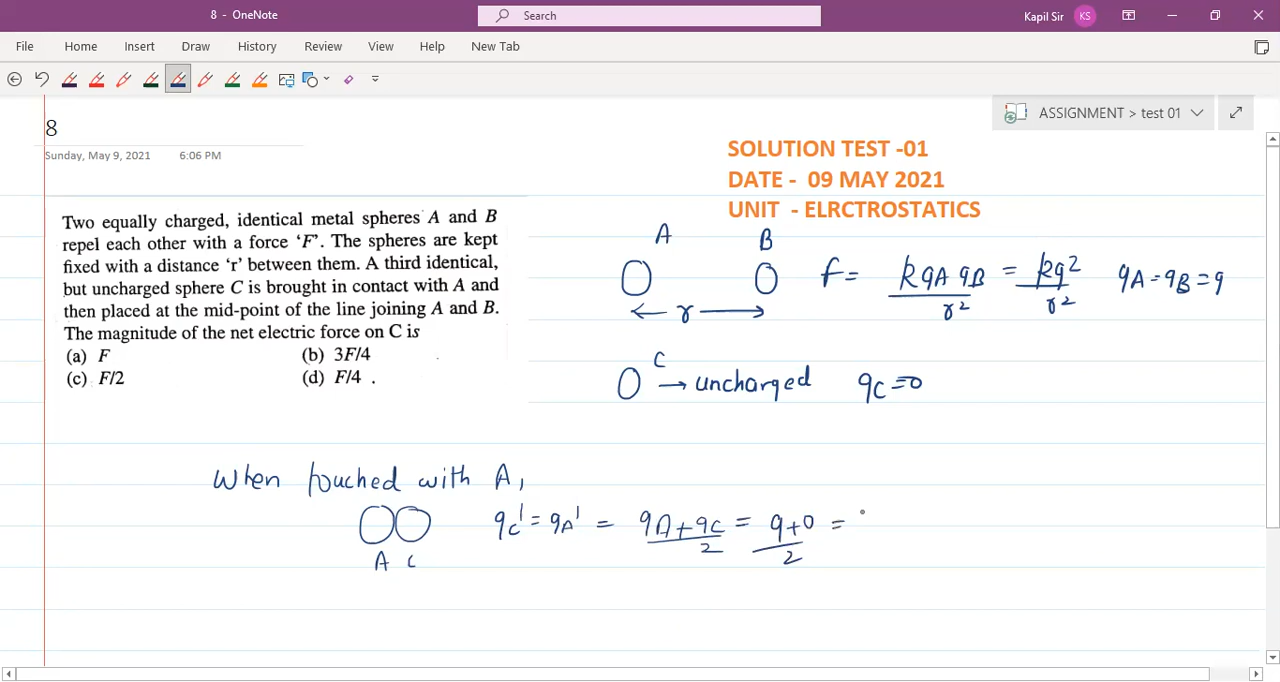 8 - OneNote
Search
Kapil Sir KS
File Home Insert Draw History Review View Help New Tab
ASSIGNMENT > test 01
8
Sunday, May 9, 2021 6:06 PM
SOLUTION TEST -01
DATE - 09 MAY 2021
UNIT - ELRCTROSTATICS
Two equally charged, identical metal spheres A and B
repel each other with a force ‘F’. The spheres are kept
fixed with a distance ‘r’ between them. A third identical,
but uncharged sphere C is brought in contact with A and
then placed at the mid-point of the line joining A and B.
The magnitude of the net electric force on C is
(a) F (b) 3F/4
(c) F/2 (d) F/4 .
A B
F = kqAqB/r² = kq²/r² qA = qB = q
← r →
C → uncharged qC = 0
When touched with A,
qC' = qA' = (qA + qC)/2 = (q + 0)/2 =
A C